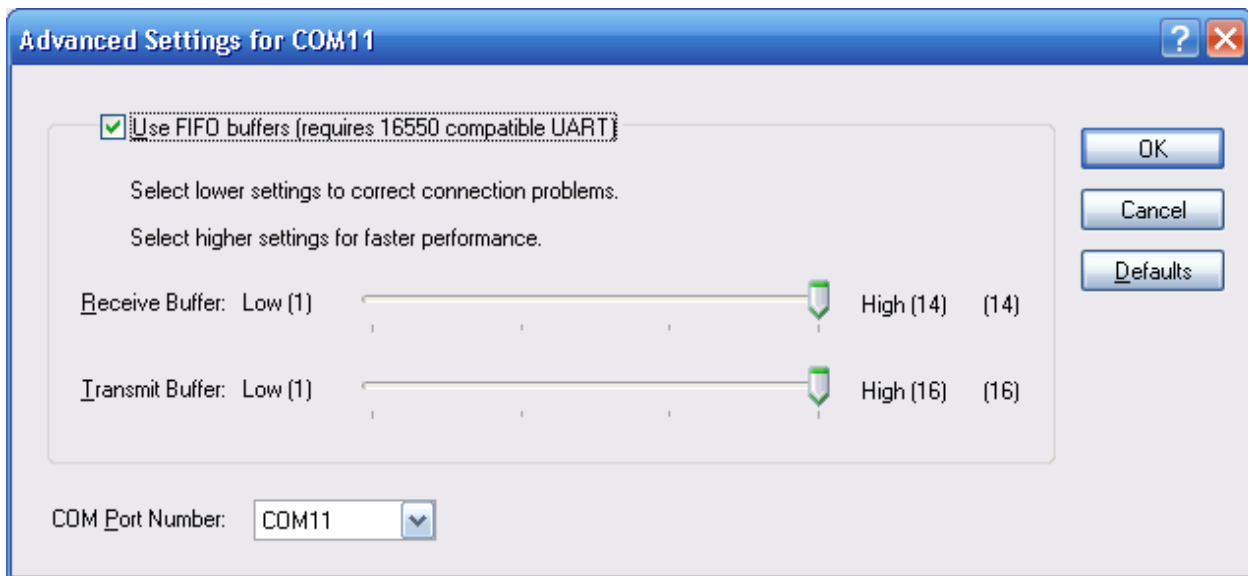 Advanced Settings for COM11
Use FIFO buffers (requires 16550 compatible UART)
OK
Select lower settings to correct connection problems.
Cancel
Select higher settings for faster performance.
Defaults
Receive Buffer: Low (1) High (14) (14)
Transmit Buffer: Low (1) High (16) (16)
COM Port Number: COM11